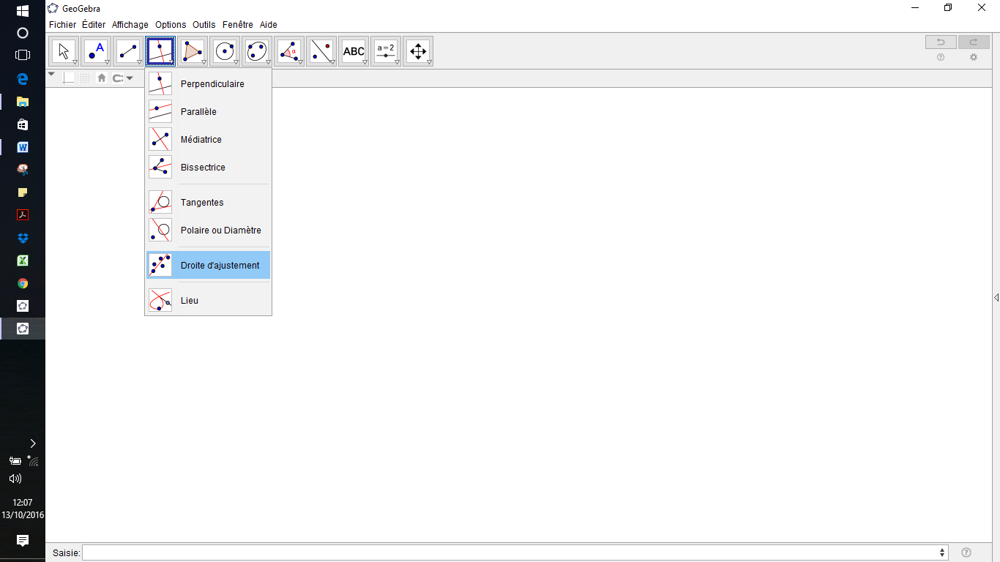 GeoGebra
Fichier Éditer Affichage Options Outils Fenêtre Aide
A
α
ABC
a=2
Perpendiculaire
Parallèle
Médiatrice
Bissectrice
Tangentes
Polaire ou Diamètre
Droite d'ajustement
Lieu
12:07
13/10/2016
Saisie: